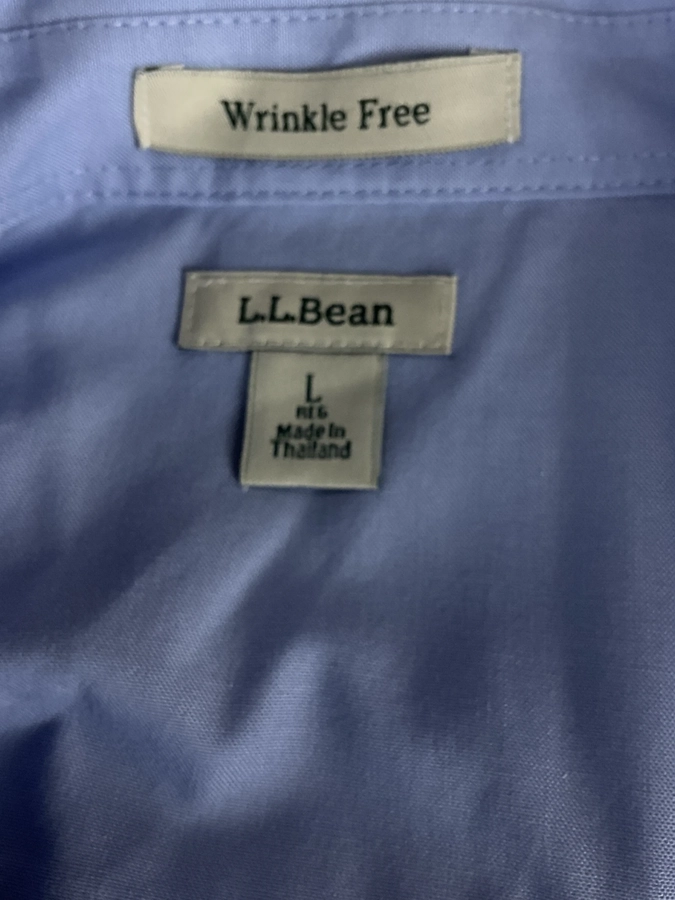 Wrinkle Free
L.L.Bean
L
REG
Made In
Thailand